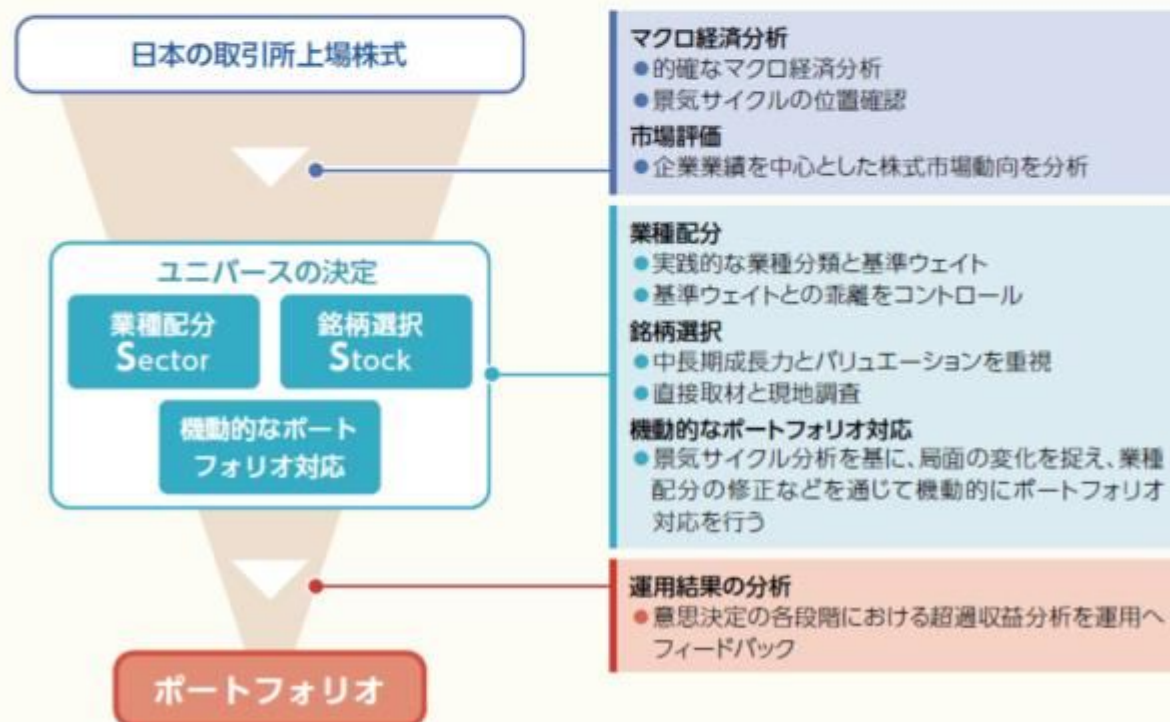 日本の取引所上場株式
マクロ経済分析
●的確なマクロ経済分析
●景気サイクルの位置確認
市場評価
●企業業績を中心とした株式市場動向を分析
ユニバースの決定
業種配分
Sector
銘柄選択
Stock
機動的なポート
フォリオ対応
業種配分
●実践的な業種分類と基準ウェイト
●基準ウェイトとの乖離をコントロール
銘柄選択
●中長期成長力とバリュエーションを重視
●直接取材と現地調査
機動的なポートフォリオ対応
●景気サイクル分析を基に、局面の変化を捉え、業種
配分の修正などを通じて機動的にポートフォリオ
対応を行う
運用結果の分析
●意思決定の各段階における超過収益分析を運用へ
フィードバック
ポートフォリオ